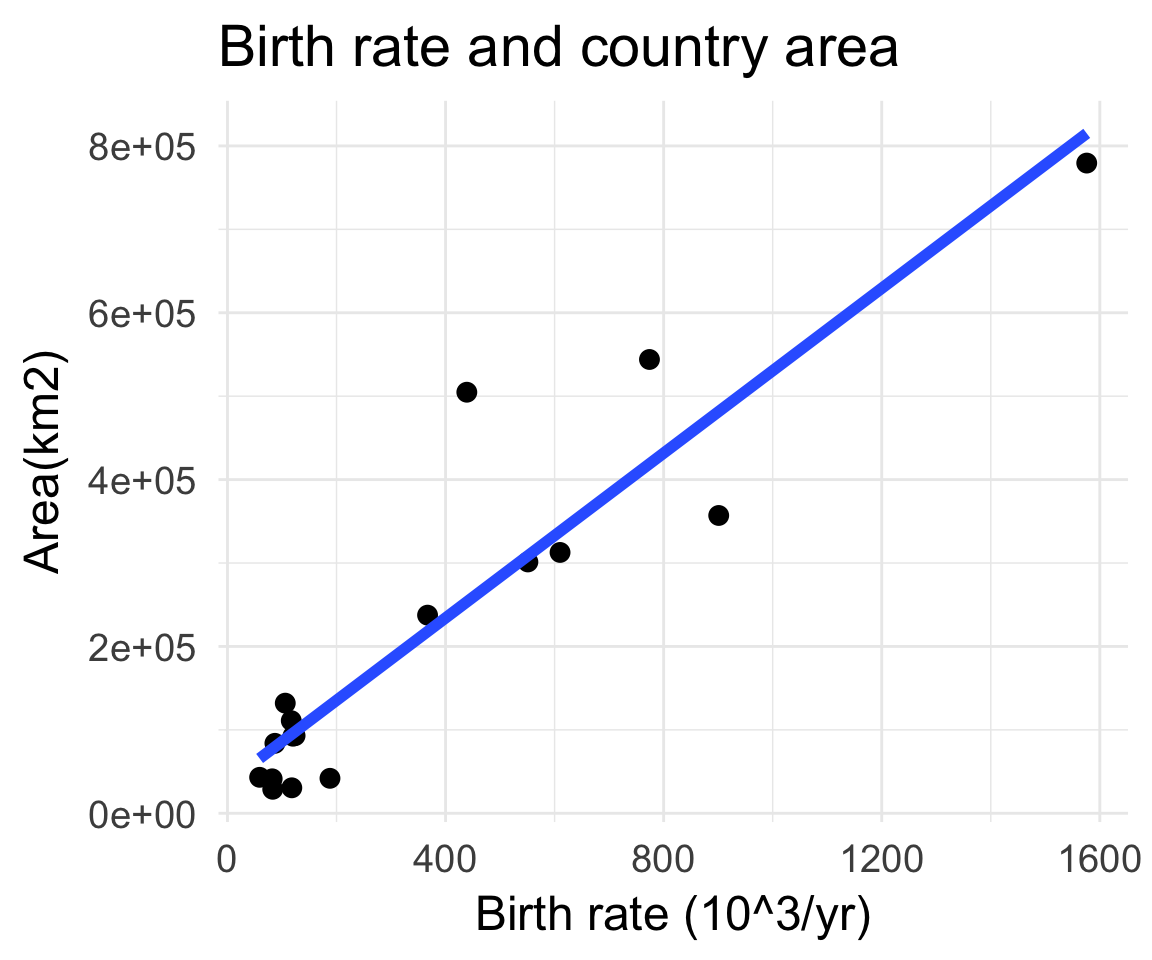 Birth rate and country area
8e+05
6e+05
4e+05
2e+05
0e+00
Area(km2)
0 400 800 1200 1600
Birth rate (10^3/yr)